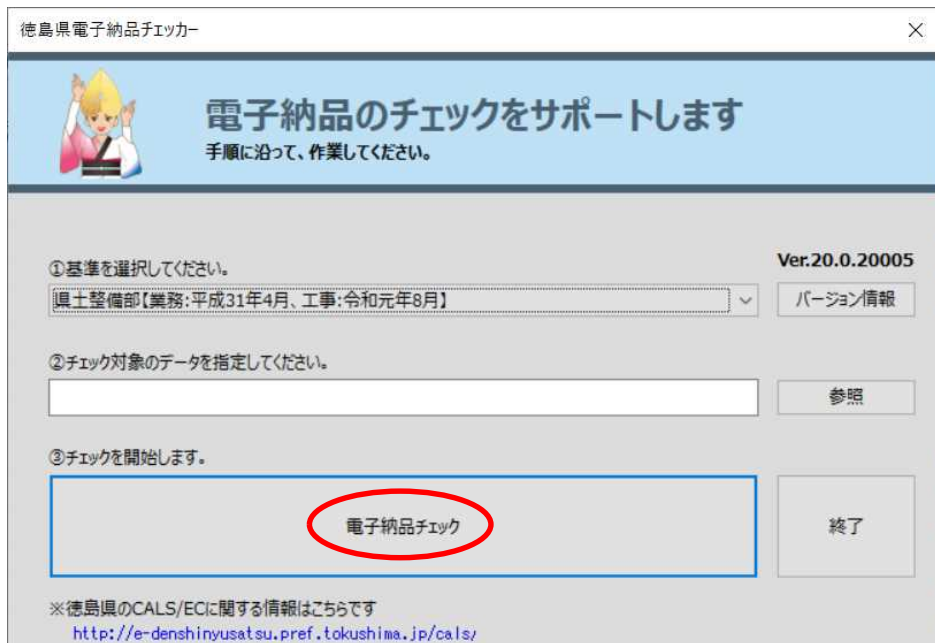 徳島県電子納品チェッカー
電子納品のチェックをサポートします
手順に沿って、作業してください。
①基準を選択してください。
Ver.20.0.20005
県土整備部【業務:平成31年4月、工事:令和元年8月】
バージョン情報
②チェック対象のデータを指定してください。
参照
③チェックを開始します。
電子納品チェック
終了
※徳島県のCALS/ECに関する情報はこちらです
http://e-denshinyusatsu.pref.tokushima.jp/cals/